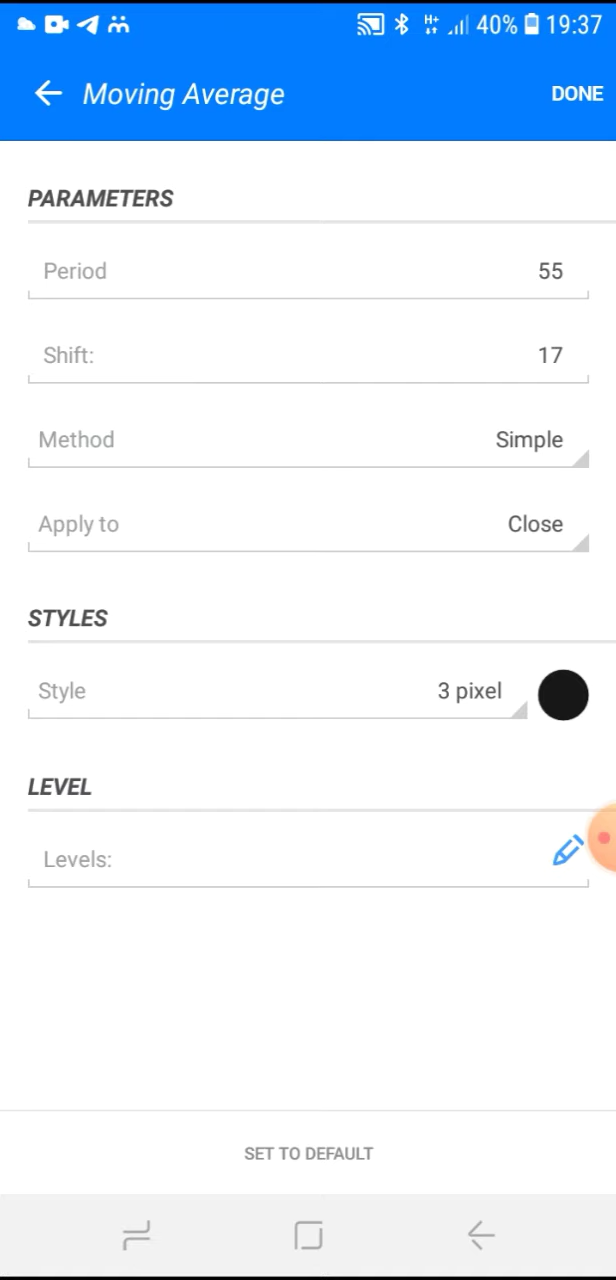 H+ 40% 19:37
Moving Average DONE
PARAMETERS
Period 55
Shift: 17
Method Simple
Apply to Close
STYLES
Style 3 pixel
LEVEL
Levels:
SET TO DEFAULT